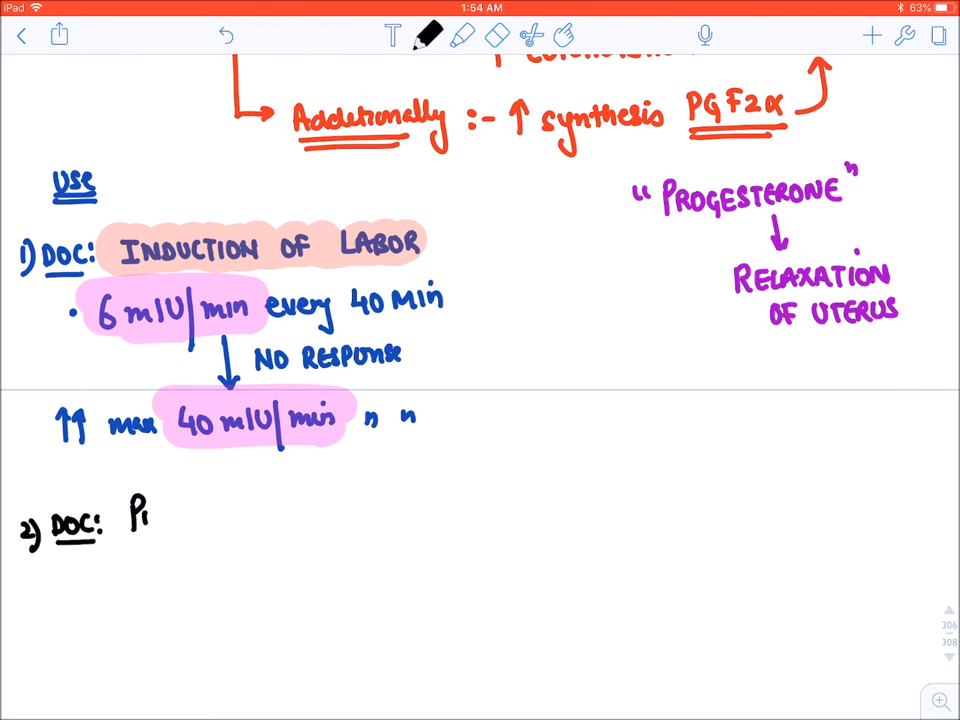 iPad 1:54 AM 63%
T
Additionally :- ↑ synthesis PGF2α
Use
"PROGESTERONE"
↓
RELAXATION
OF UTERUS
1) DOC: INDUCTION OF LABOR
• 6 mIU/min every 40 Min
↓ NO RESPONSE
↑↑ max 40 mIU/min " "
2) DOC: Pr
306
308